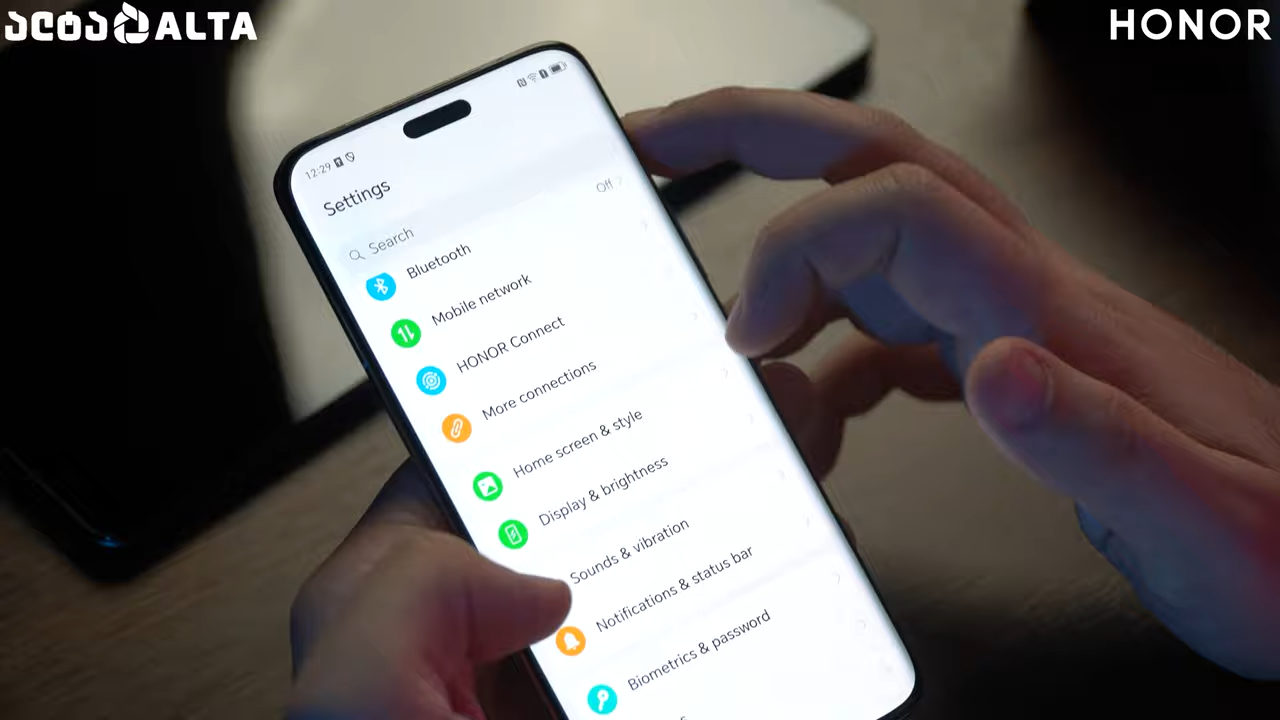 ალტა ALTA
HONOR
12:29
Settings
Search
Off
Bluetooth
Mobile network
HONOR Connect
More connections
Home screen & style
Display & brightness
Sounds & vibration
Notifications & status bar
Biometrics & password